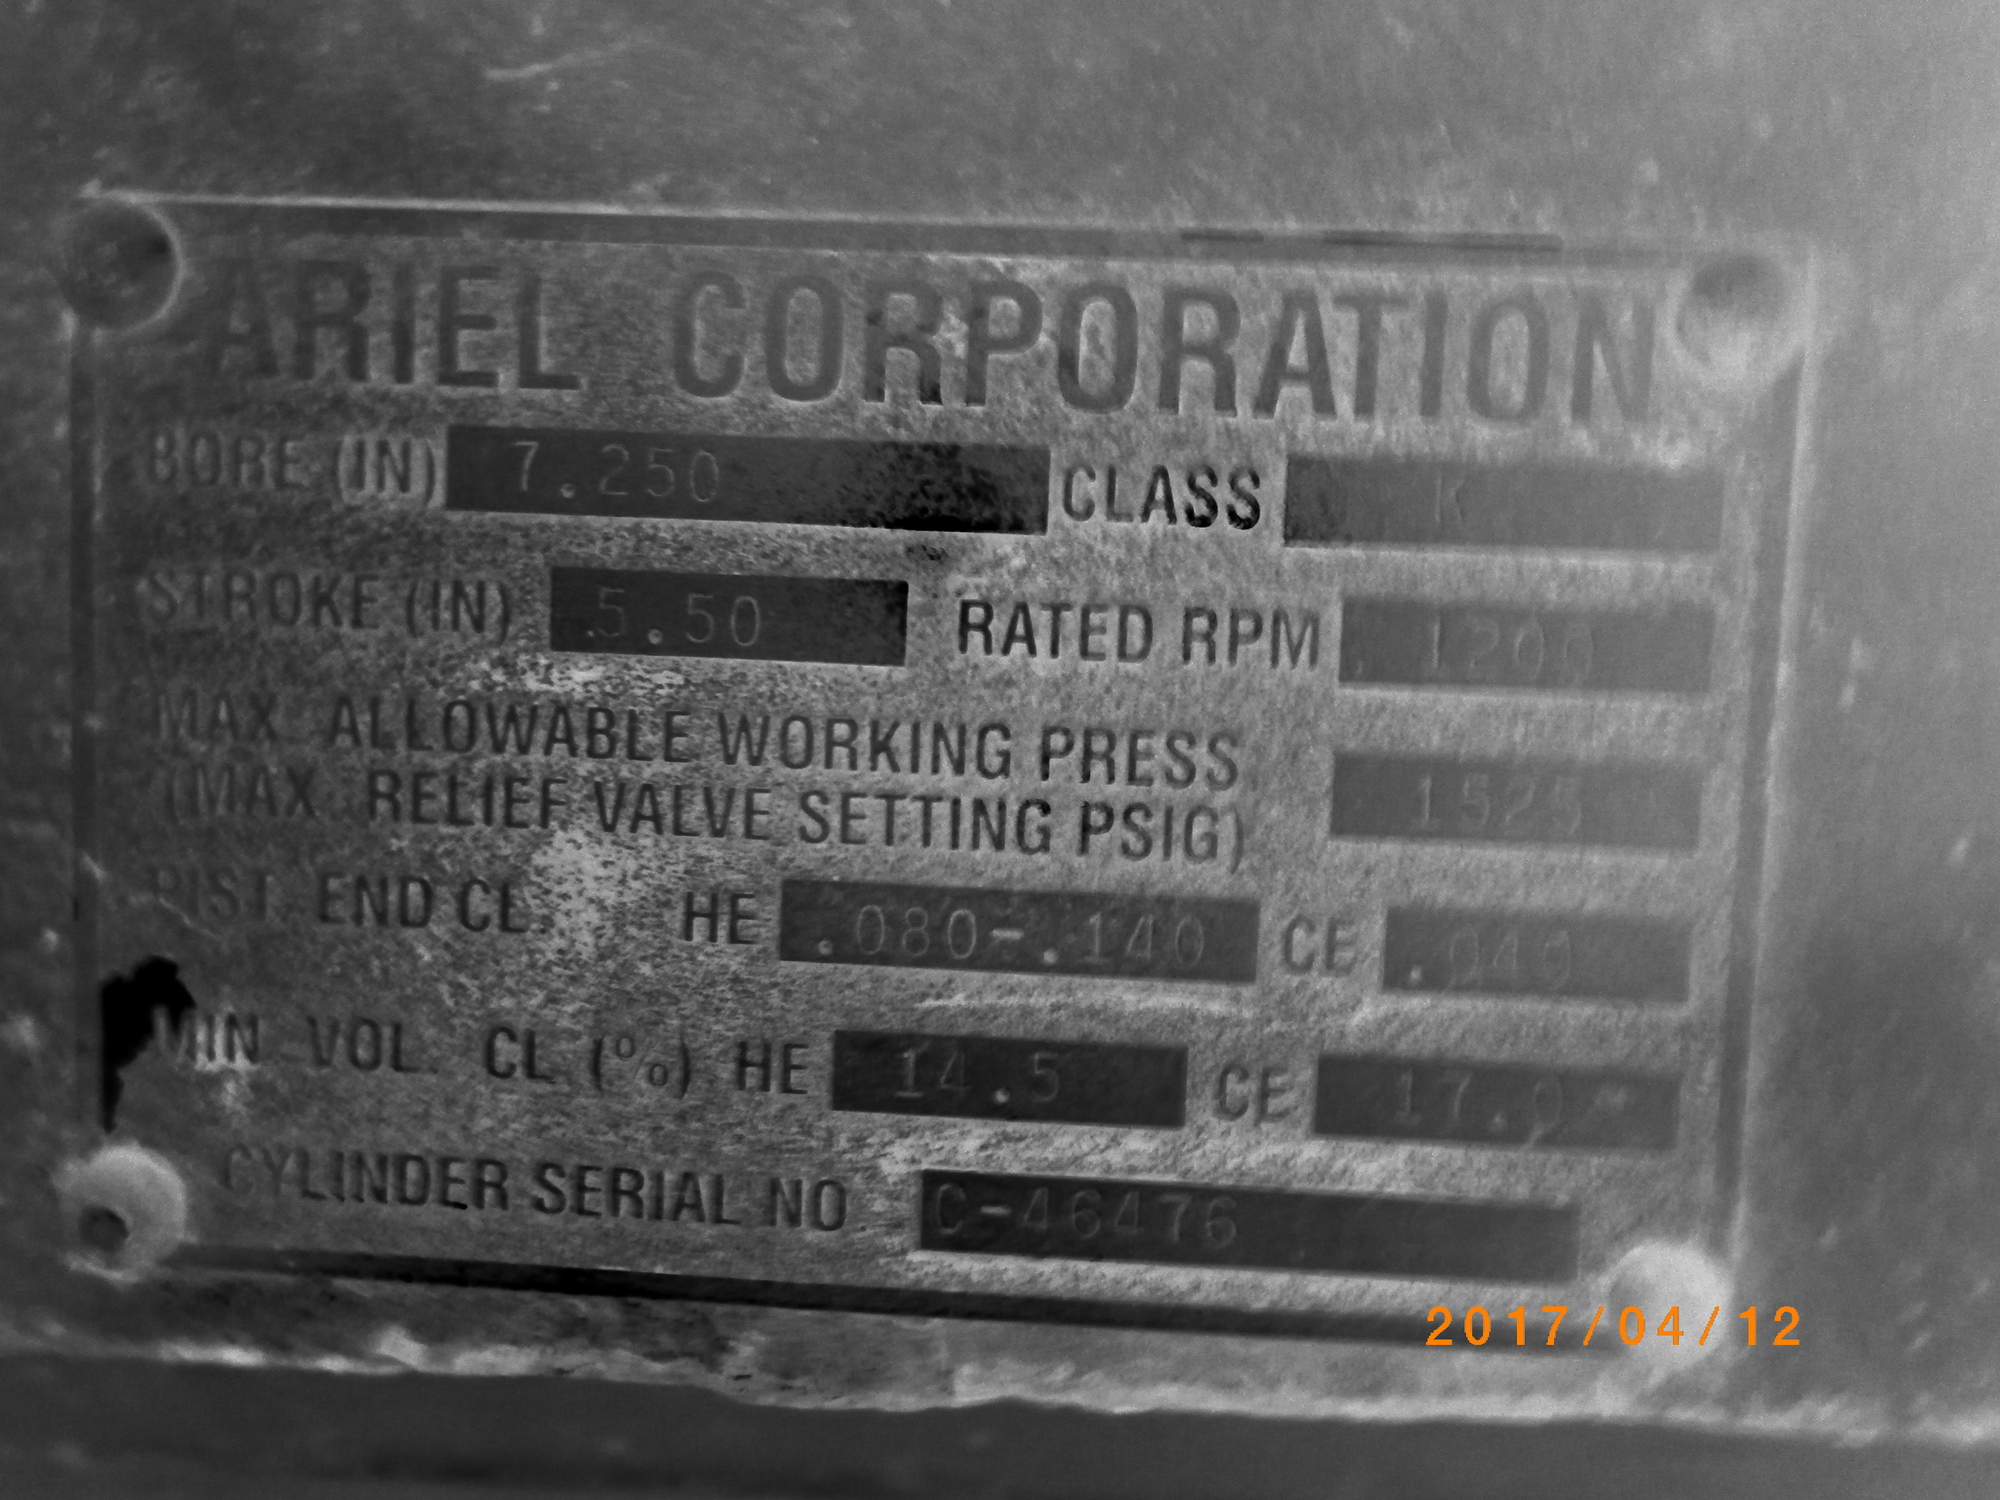 ARIEL CORPORATION
BORE (IN) 7.250 CLASS K
STROKE (IN) 5.50 RATED RPM 1200
MAX. ALLOWABLE WORKING PRESS 1525
(MAX. RELIEF VALVE SETTING PSIG)
PIST. END CL. HE .080-.140 CE .040
MIN. VOL. CL. (%) HE 14.5 CE 17.0
CYLINDER SERIAL NO. C-46476
2017/04/12